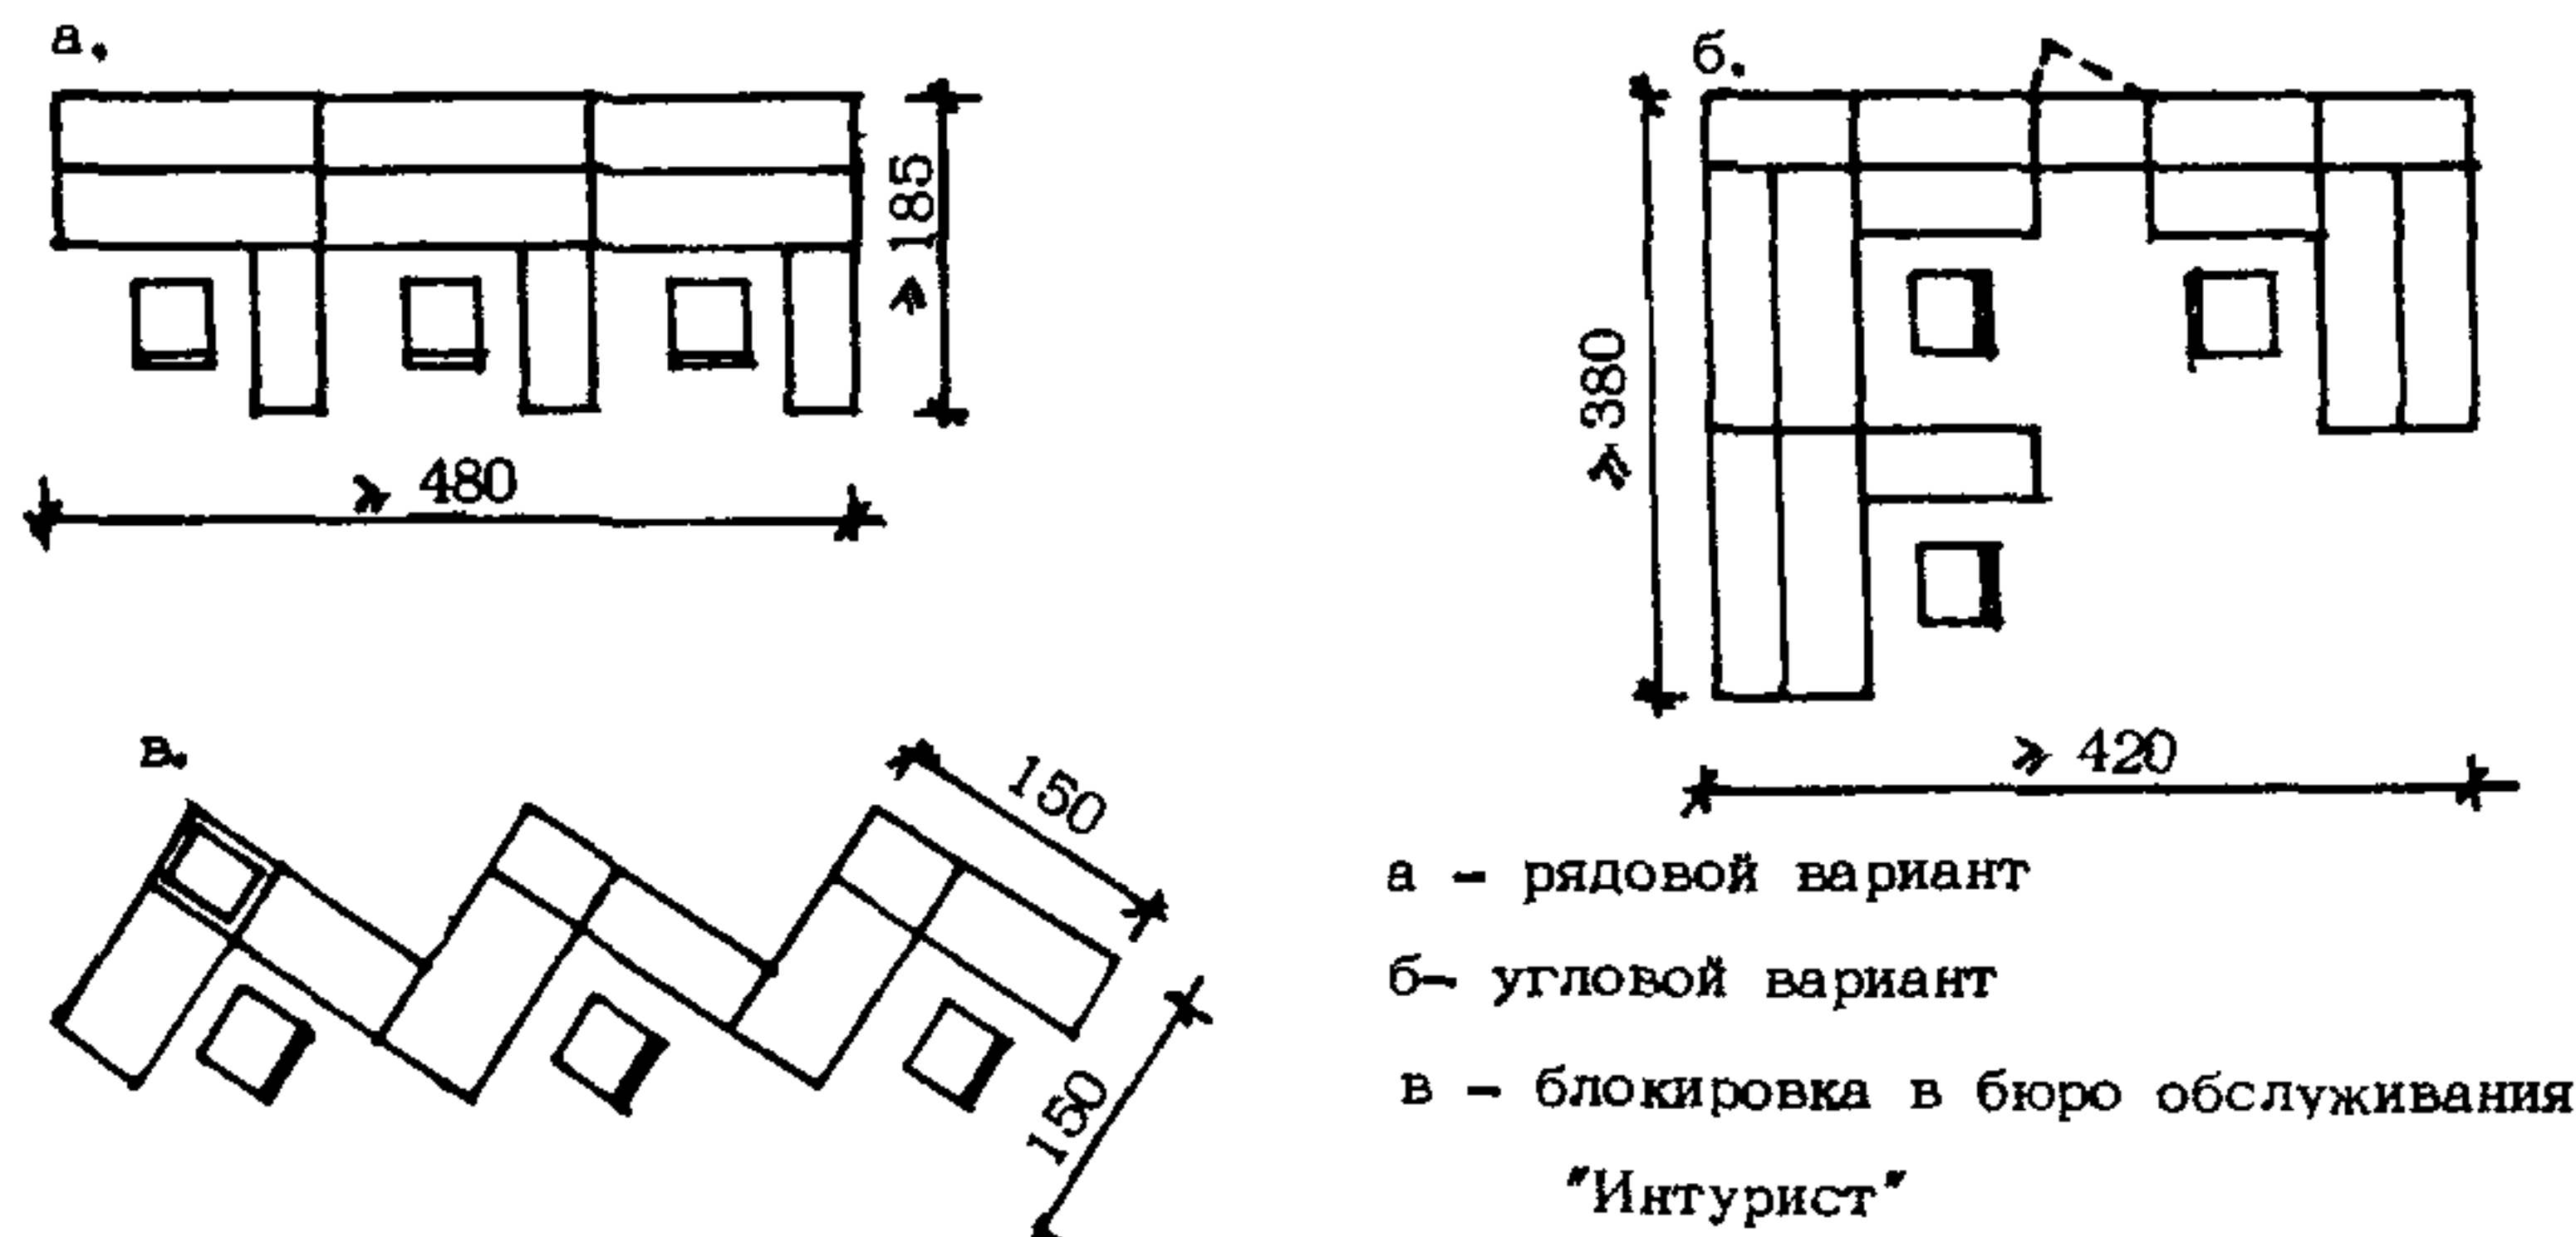 а.
⩾ 185
⩾ 480
б.
⩾ 380
⩾ 420
в.
150
150
а - рядовой вариант
б- угловой вариант
в - блокировка в бюро обслуживания
"Интурист"